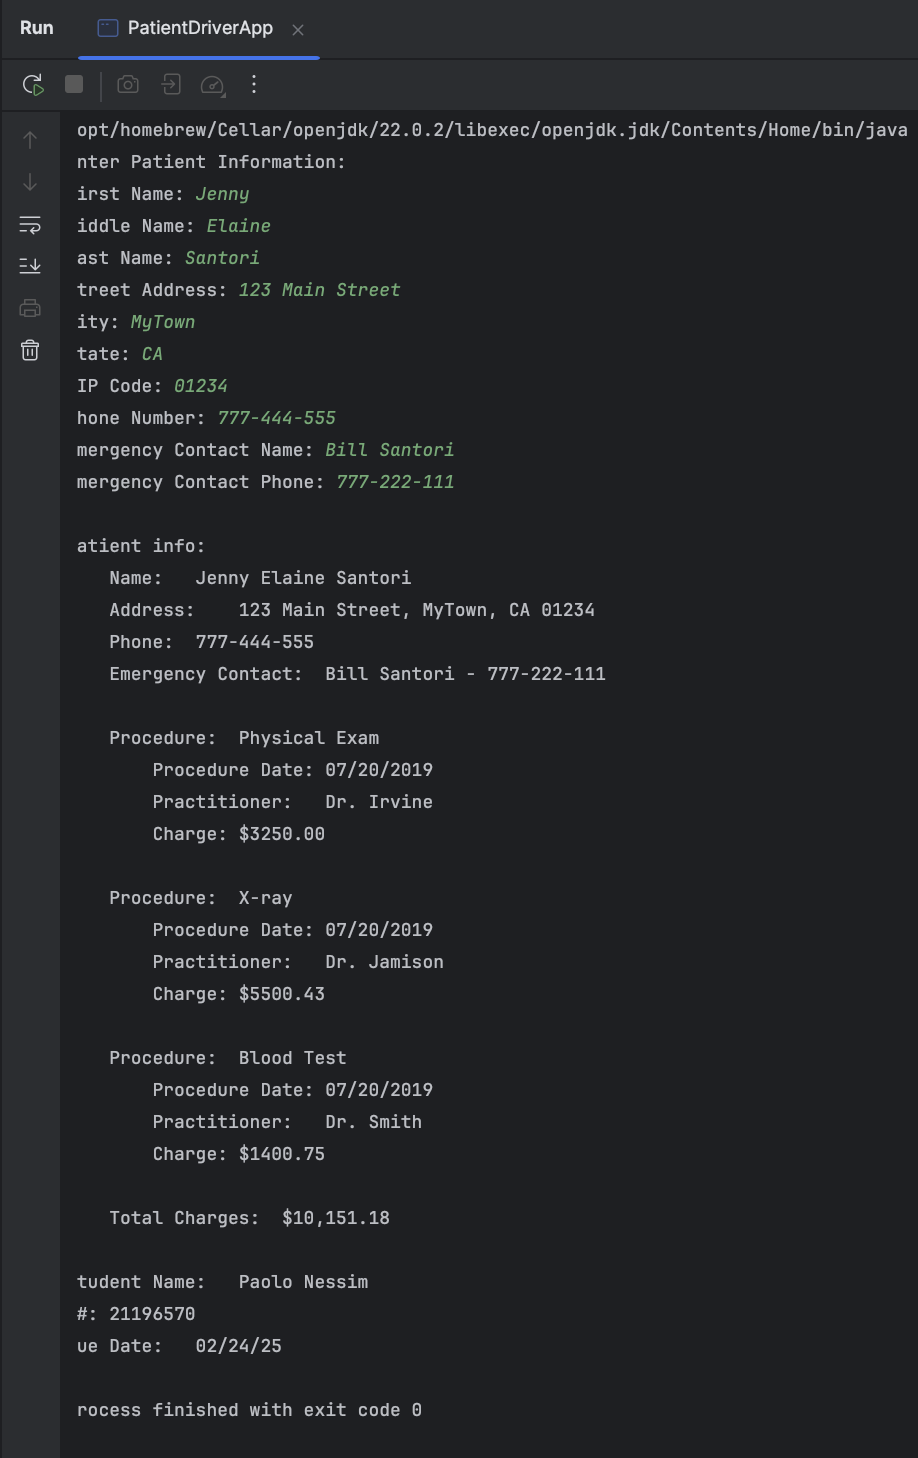 Run PatientDriverApp
opt/homebrew/Cellar/openjdk/22.0.2/libexec/openjdk.jdk/Contents/Home/bin/java
nter Patient Information:
irst Name: Jenny
iddle Name: Elaine
ast Name: Santori
treet Address: 123 Main Street
ity: MyTown
tate: CA
IP Code: 01234
hone Number: 777-444-555
mergency Contact Name: Bill Santori
mergency Contact Phone: 777-222-111
atient info:
Name: Jenny Elaine Santori
Address: 123 Main Street, MyTown, CA 01234
Phone: 777-444-555
Emergency Contact: Bill Santori - 777-222-111
Procedure: Physical Exam
Procedure Date: 07/20/2019
Practitioner: Dr. Irvine
Charge: $3250.00
Procedure: X-ray
Procedure Date: 07/20/2019
Practitioner: Dr. Jamison
Charge: $5500.43
Procedure: Blood Test
Procedure Date: 07/20/2019
Practitioner: Dr. Smith
Charge: $1400.75
Total Charges: $10,151.18
tudent Name: Paolo Nessim
#: 21196570
ue Date: 02/24/25
rocess finished with exit code 0